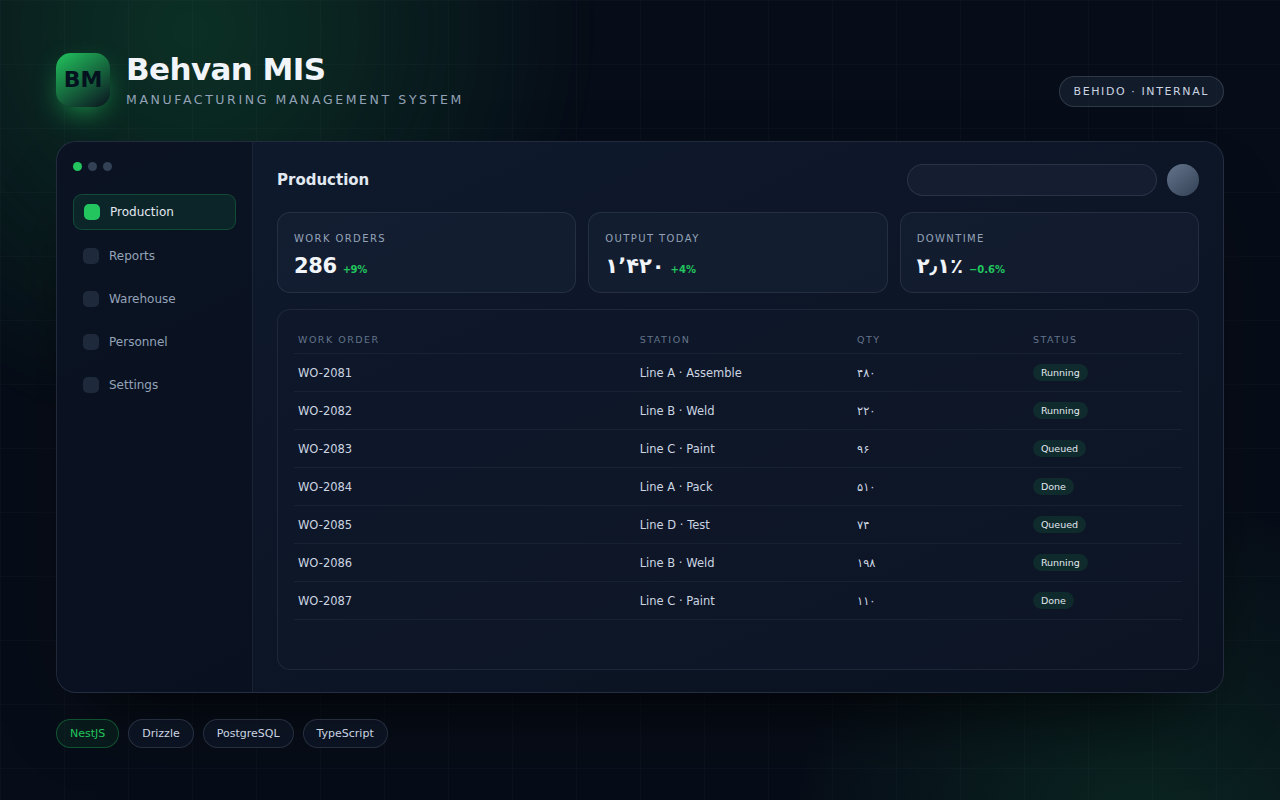 BM
Behvan MIS
MANUFACTURING MANAGEMENT SYSTEM
BEHIDO · INTERNAL
Production
Reports
Warehouse
Personnel
Settings
Production
WORK ORDERS
286 +9%
OUTPUT TODAY
۱٬۴۲۰ +4%
DOWNTIME
۲٫۱٪ −0.6%
WORK ORDER STATION QTY STATUS
WO-2081 Line A · Assemble ۳۸۰ Running
WO-2082 Line B · Weld ۲۲۰ Running
WO-2083 Line C · Paint ۹۶ Queued
WO-2084 Line A · Pack ۵۱۰ Done
WO-2085 Line D · Test ۷۳ Queued
WO-2086 Line B · Weld ۱۹۸ Running
WO-2087 Line C · Paint ۱۱۰ Done
NestJS Drizzle PostgreSQL TypeScript